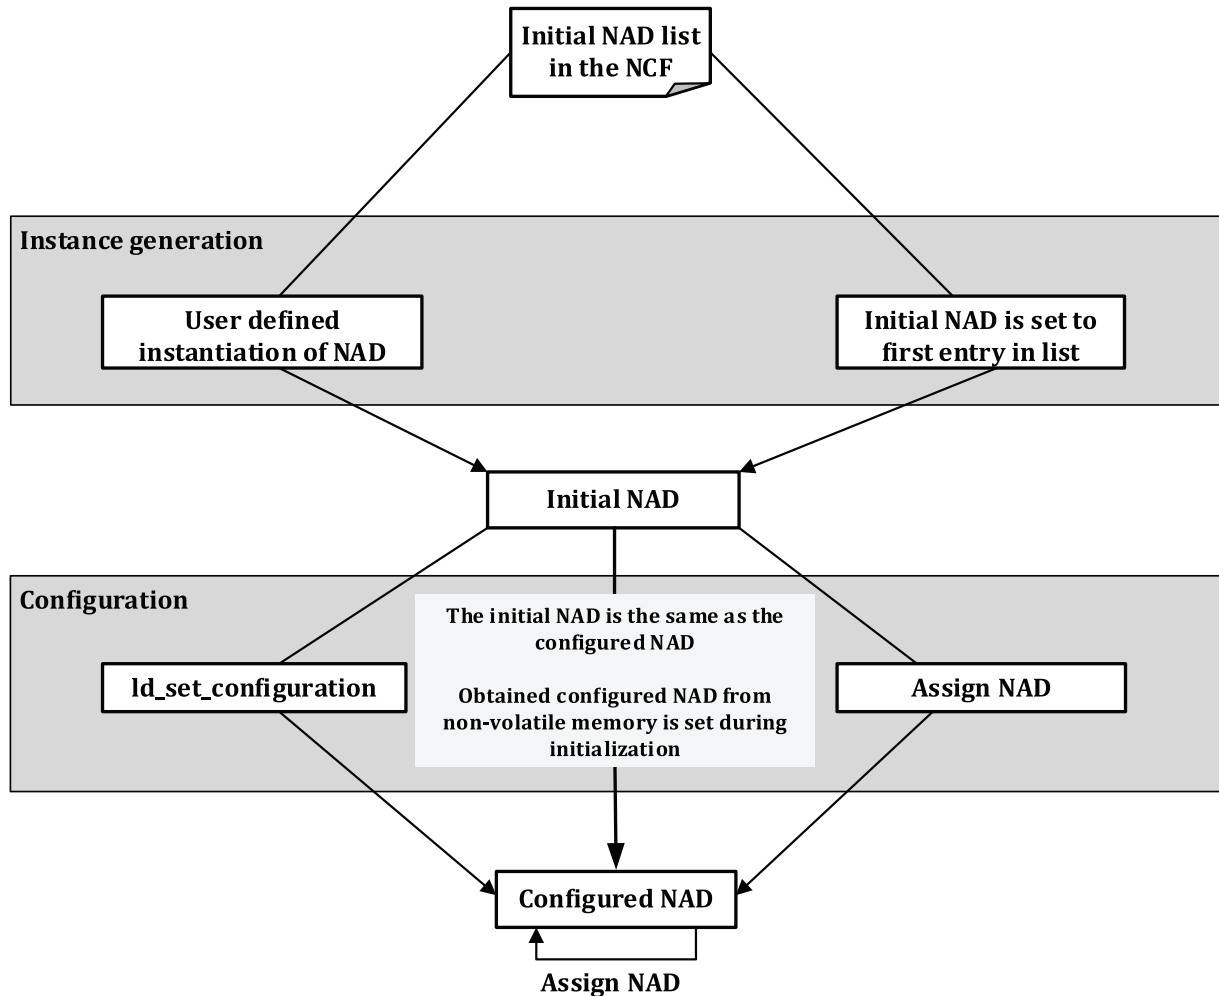 Initial NAD list
in the NCF
Instance generation
User defined
instantiation of NAD
Initial NAD is set to
first entry in list
Initial NAD
Configuration
The initial NAD is the same as the
configured NAD
Obtained configured NAD from
non-volatile memory is set during
initialization
ld_set_configuration
Assign NAD
Configured NAD
Assign NAD